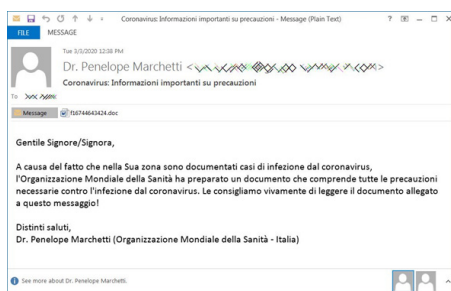 Coronavirus: Informazioni importanti su precauzioni - Message (Plain Text)
FILE MESSAGE
Tue 3/3/2020 12:38 PM
Dr. Penelope Marchetti <
Coronavirus: Informazioni importanti su precauzioni
To
Message f16744643424.doc
Gentile Signore/Signora,
A causa del fatto che nella Sua zona sono documentati casi di infezione dal coronavirus,
l'Organizzazione Mondiale della Sanità ha preparato un documento che comprende tutte le precauzioni
necessarie contro l'infezione dal coronavirus. Le consigliamo vivamente di leggere il documento allegato
a questo messaggio!
Distinti saluti,
Dr. Penelope Marchetti (Organizzazione Mondiale della Sanità - Italia)
See more about Dr. Penelope Marchetti.